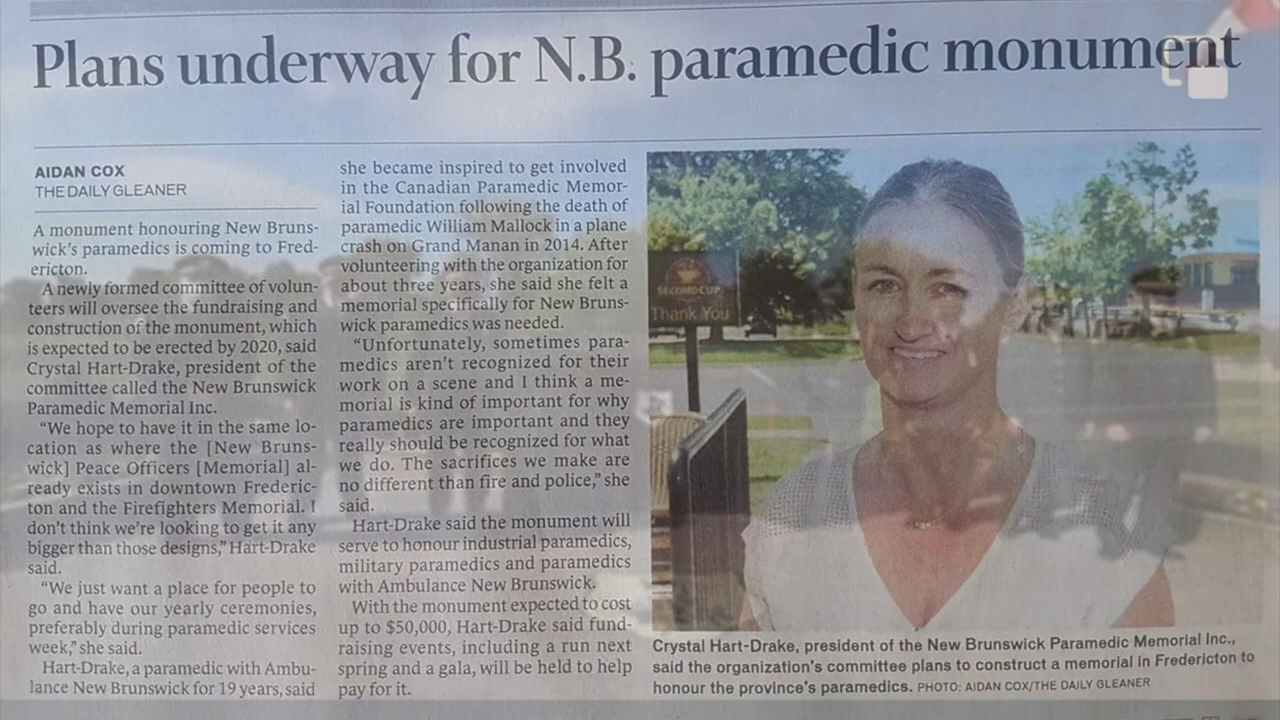 Plans underway for N.B. paramedic monument
AIDAN COX
THE DAILY GLEANER
A monument honouring New Bruns-
wick's paramedics is coming to Fred-
ericton.
A newly formed committee of volun-
teers will oversee the fundraising and
construction of the monument, which
is expected to be erected by 2020, said
Crystal Hart-Drake, president of the
committee called the New Brunswick
Paramedic Memorial Inc.
“We hope to have it in the same lo-
cation as where the [New Bruns-
wick] Peace Officers [Memorial] al-
ready exists in downtown Frederic-
ton and the Firefighters Memorial. I
don't think we're looking to get it any
bigger than those designs,” Hart-Drake
said.
“We just want a place for people to
go and have our yearly ceremonies,
preferably during paramedic services
week,” she said.
Hart-Drake, a paramedic with Ambu-
lance New Brunswick for 19 years, said
she became inspired to get involved
in the Canadian Paramedic Memor-
ial Foundation following the death of
paramedic William Mallock in a plane
crash on Grand Manan in 2014. After
volunteering with the organization for
about three years, she said she felt a
memorial specifically for New Bruns-
wick paramedics was needed.
“Unfortunately, sometimes para-
medics aren't recognized for their
work on a scene and I think a me-
morial is kind of important for why
paramedics are important and they
really should be recognized for what
we do. The sacrifices we make are
no different than fire and police,” she
said.
Hart-Drake said the monument will
serve to honour industrial paramedics,
military paramedics and paramedics
with Ambulance New Brunswick.
With the monument expected to cost
up to $50,000, Hart-Drake said fund-
raising events, including a run next
spring and a gala, will be held to help
pay for it.
SECOND CUP
Thank You
Crystal Hart-Drake, president of the New Brunswick Paramedic Memorial Inc.,
said the organization's committee plans to construct a memorial in Fredericton to
honour the province's paramedics. PHOTO: AIDAN COX/THE DAILY GLEANER